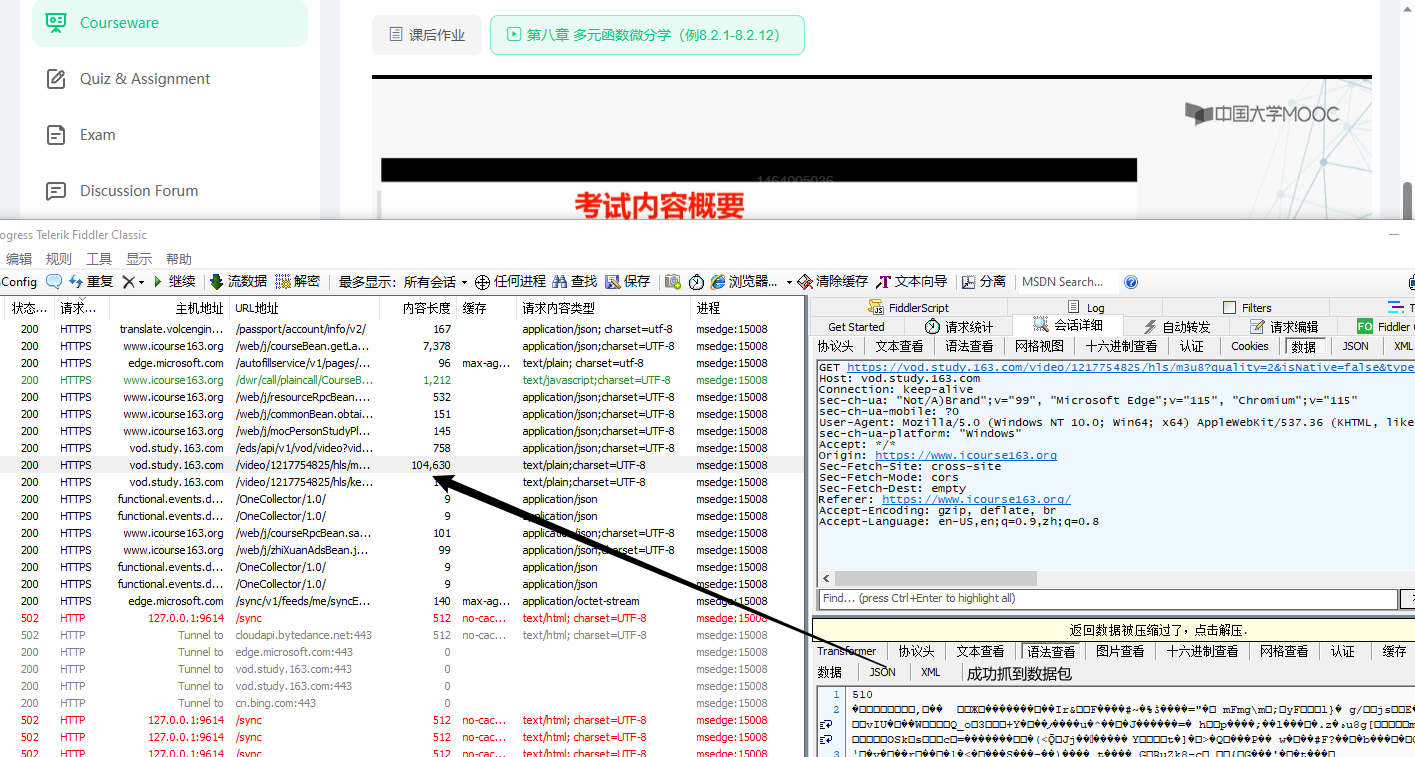 Courseware
Quiz & Assignment
Exam
Discussion Forum
课后作业
第八章 多元函数微分学（例8.2.1-8.2.12）
中国大学MOOC
1464005036
考试内容概要
ogress Telerik Fiddler Classic
编辑 规则 工具 显示 帮助
Config 重复 继续 流数据 解密 最多显示: 所有会话 任何进程 查找 保存 浏览器... 清除缓存 文本向导 分离 MSDN Search...
状态... 请求... 主机地址 URL地址 内容长度 缓存 请求内容类型 进程
200 HTTPS translate.volcengin... /passport/account/info/v2/ 167 application/json; charset=utf-8 msedge:15008
200 HTTPS www.icourse163.org /web/j/courseBean.getLa... 7,378 application/json;charset=UTF-8 msedge:15008
200 HTTPS edge.microsoft.com /autofillservice/v1/pages/... 96 max-ag... text/plain; charset=utf-8 msedge:15008
200 HTTPS www.icourse163.org /dwr/call/plaincall/CourseB... 1,212 text/javascript;charset=UTF-8 msedge:15008
200 HTTPS www.icourse163.org /web/j/resourceRpcBean.... 532 application/json;charset=UTF-8 msedge:15008
200 HTTPS www.icourse163.org /web/j/commonBean.obtai... 151 application/json;charset=UTF-8 msedge:15008
200 HTTPS www.icourse163.org /web/j/mocPersonStudyPl... 145 application/json;charset=UTF-8 msedge:15008
200 HTTPS vod.study.163.com /eds/api/v1/vod/video?vid... 758 application/json;charset=UTF-8 msedge:15008
200 HTTPS vod.study.163.com /video/1217754825/hls/m... 104,630 text/plain;charset=UTF-8 msedge:15008
200 HTTPS vod.study.163.com /video/1217754825/hls/ke... text/plain;charset=UTF-8 msedge:15008
200 HTTPS functional.events.d... /OneCollector/1.0/ 9 application/json msedge:15008
200 HTTPS functional.events.d... /OneCollector/1.0/ 9 application/json msedge:15008
200 HTTPS www.icourse163.org /web/j/courseRpcBean.sa... 101 application/json;charset=UTF-8 msedge:15008
200 HTTPS www.icourse163.org /web/j/zhiXuanAdsBean.j... 99 application/json;charset=UTF-8 msedge:15008
200 HTTPS functional.events.d... /OneCollector/1.0/ 9 application/json msedge:15008
200 HTTPS functional.events.d... /OneCollector/1.0/ 9 application/json msedge:15008
200 HTTPS edge.microsoft.com /sync/v1/feeds/me/syncE... 140 max-ag... application/octet-stream msedge:15008
502 HTTP 127.0.0.1:9614 /sync 512 no-cac... text/html; charset=UTF-8 msedge:15008
502 HTTP Tunnel to cloudapi.bytedance.net:443 512 no-cac... text/html; charset=UTF-8 msedge:15008
200 HTTP Tunnel to edge.microsoft.com:443 0 msedge:15008
200 HTTP Tunnel to vod.study.163.com:443 0 msedge:15008
200 HTTP Tunnel to vod.study.163.com:443 0 msedge:15008
200 HTTP Tunnel to cn.bing.com:443 0 msedge:15008
502 HTTP 127.0.0.1:9614 /sync 512 no-cac... text/html; charset=UTF-8 msedge:15008
502 HTTP 127.0.0.1:9614 /sync 512 no-cac... text/html; charset=UTF-8 msedge:15008
502 HTTP 127.0.0.1:9614 /sync 512 no-cac... text/html; charset=UTF-8 msedge:15008
FiddlerScript Log Filters T
Get Started 请求统计 会话详细 自动转发 请求编辑 FO Fiddler
协议头 文本查看 语法查看 网格视图 十六进制查看 认证 Cookies 数据 JSON XML
GET https://vod.study.163.com/video/1217754825/hls/m3u8?quality=2&isNative=false&type
Host: vod.study.163.com
Connection: keep-alive
sec-ch-ua: "Not/A)Brand";v="99", "Microsoft Edge";v="115", "Chromium";v="115"
sec-ch-ua-mobile: ?0
User-Agent: Mozilla/5.0 (Windows NT 10.0; Win64; x64) AppleWebKit/537.36 (KHTML, like
sec-ch-ua-platform: "Windows"
Accept: */*
Origin: https://www.icourse163.org
Sec-Fetch-Site: cross-site
Sec-Fetch-Mode: cors
Sec-Fetch-Dest: empty
Referer: https://www.icourse163.org/
Accept-Encoding: gzip, deflate, br
Accept-Language: en-US,en;q=0.9,zh;q=0.8
Find... (press Ctrl+Enter to highlight all)
返回数据被压缩过了，点击解压.
Transformer 协议头 文本查看 语法查看 图片查看 十六进制查看 网格查看 认证 缓存
数据 JSON XML 成功抓到数据包
1 510
2
3